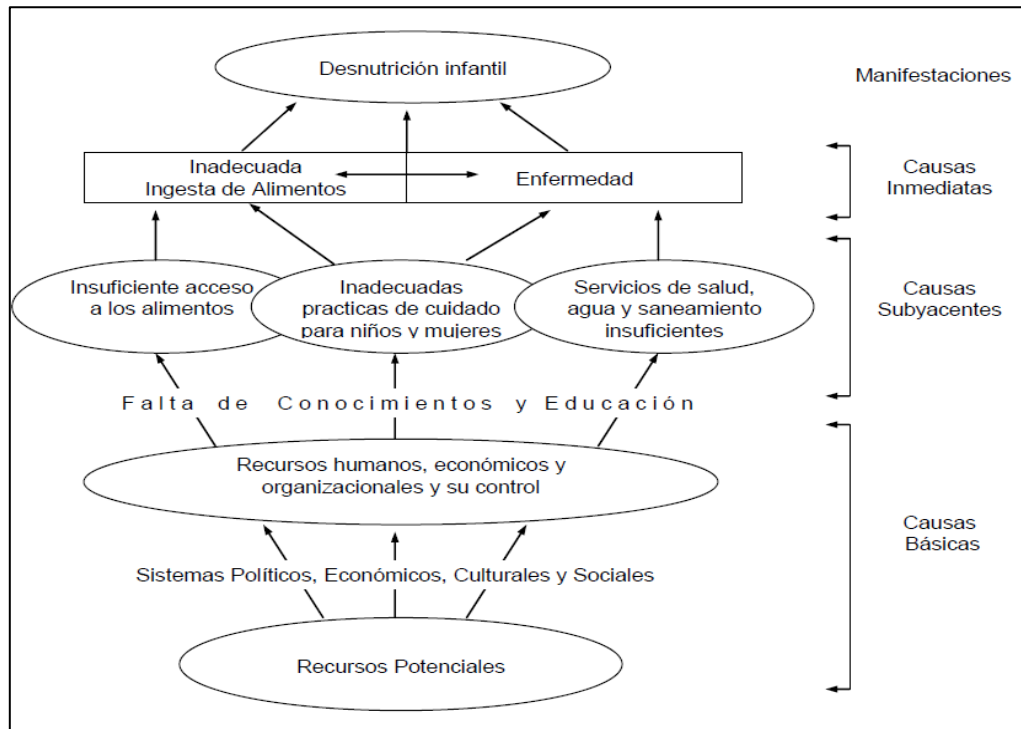 Desnutrición infantil
Manifestaciones
Inadecuada
Ingesta de Alimentos
Enfermedad
Causas
Inmediatas
Insuficiente acceso
a los alimentos
Inadecuadas
practicas de cuidado
para niños y mujeres
Servicios de salud,
agua y saneamiento
insuficientes
Causas
Subyacentes
Falta de Conocimientos y Educación
Recursos humanos, económicos y
organizacionales y su control
Causas
Básicas
Sistemas Políticos, Económicos, Culturales y Sociales
Recursos Potenciales